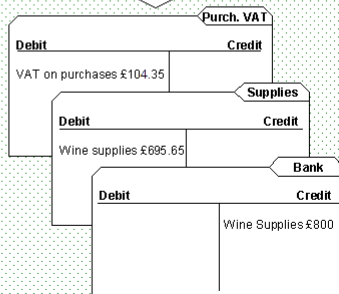 Purch. VAT
Debit Credit
VAT on purchases £104.35
Supplies
Debit Credit
Wine supplies £695.65
Bank
Debit Credit
Wine Supplies £800